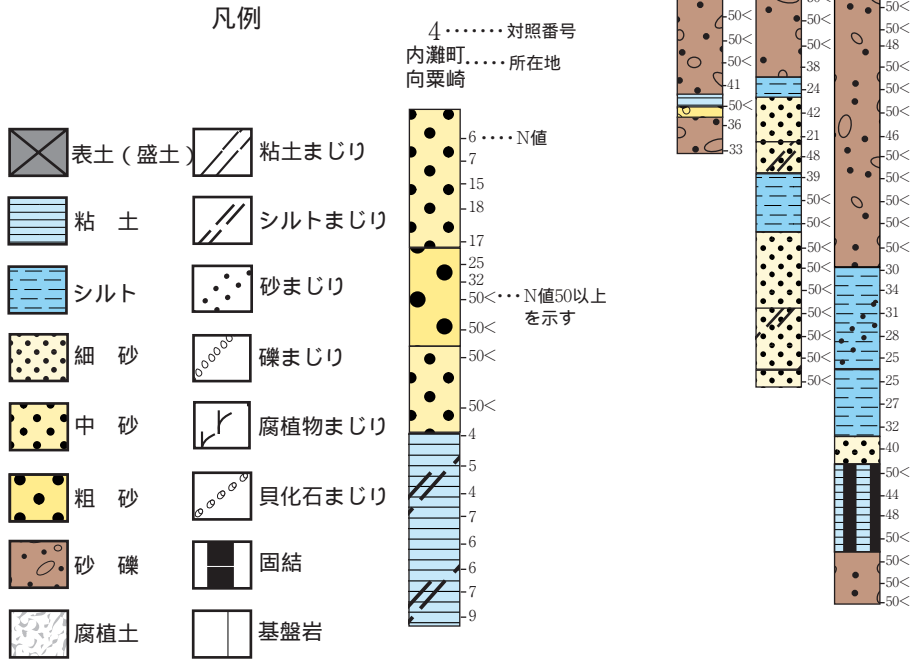 凡例
4‥‥‥‥対照番号
内灘町‥‥‥所在地
向粟崎
表土（盛土）
粘土
シルト
細砂
中砂
粗砂
砂礫
腐植土
粘土まじり
シルトまじり
砂まじり
礫まじり
腐植物まじり
貝化石まじり
固結
基盤岩
6‥‥N値
7
15
18
17
25
32
50<‥‥N値50以上
を示す
50<
50<
50<
4
5
4
7
6
6
7
9
50<
50<
50<
41
50<
36
33
50<
50<
38
24
42
21
48
39
50<
50<
50<
50<
50<
50<
50<
50<
50<
50<
48
50<
50<
46
50<
50<
50<
50<
50<
30
34
31
28
25
25
27
32
40
50<
44
48
50<
50<
50<
50<